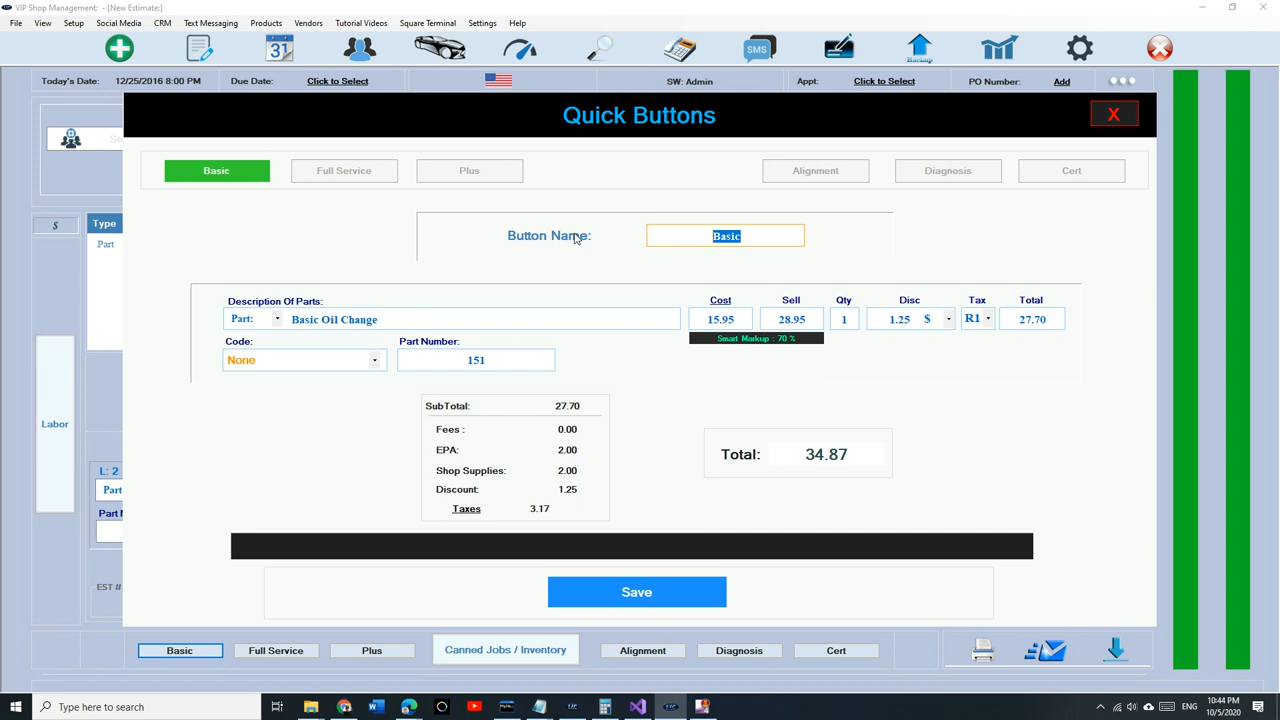 VIP Shop Management: - [New Estimate:]
File View Setup Social Media CRM Text Messaging Products Vendors Tutorial Videos Square Terminal Settings Help
31 SMS Backup
Today's Date: 12/25/2016 8:00 PM Due Date: Click to Select SW: Admin Appt: Click to Select PO Number: Add
Quick Buttons X
Basic Full Service Plus Alignment Diagnosis Cert
$ Type
Part
Button Name: Basic
Description Of Parts: Cost Sell Qty Disc Tax Total
Part: Basic Oil Change 15.95 28.95 1 1.25 $ R1 27.70
Smart Markup : 70 %
Code: Part Number:
None 151
SubTotal: 27.70
Fees : 0.00
EPA: 2.00
Shop Supplies: 2.00
Discount: 1.25
Taxes 3.17
Total: 34.87
Labor
L: 2
Part
Part N
EST #
Save
Basic Full Service Plus Canned Jobs / Inventory Alignment Diagnosis Cert
Type here to search
10:44 PM
10/5/2020